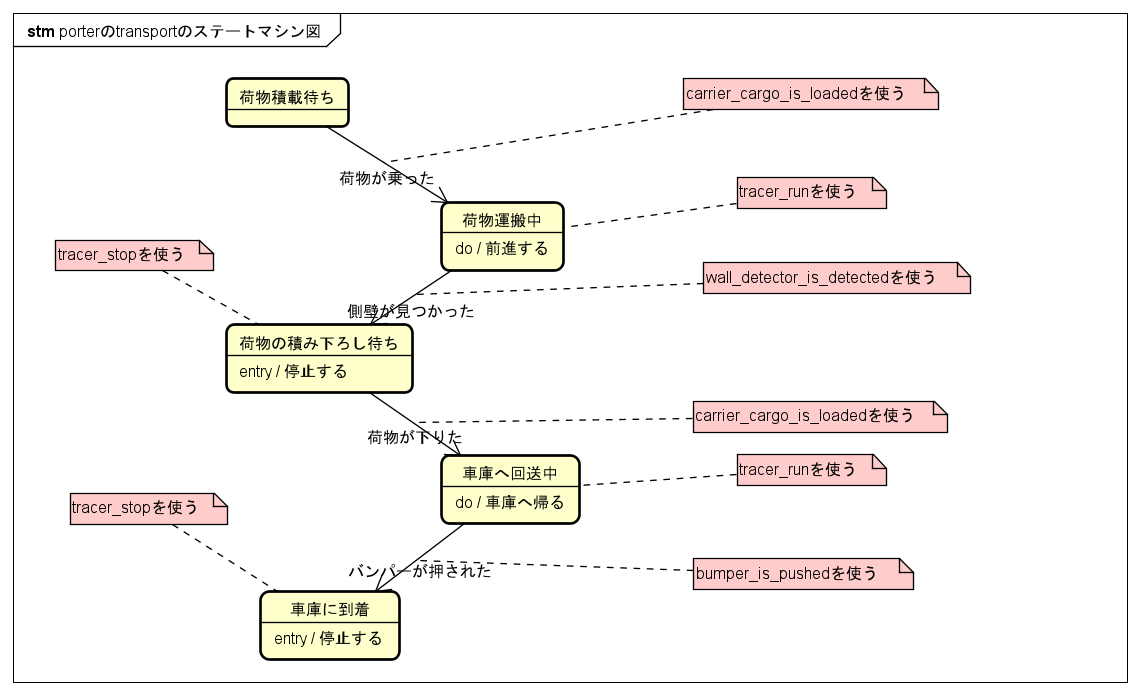 stm porterのtransportのステートマシン図
荷物積載待ち
carrier_cargo_is_loadedを使う
荷物が乗った
tracer_runを使う
荷物運搬中
do / 前進する
tracer_stopを使う
wall_detector_is_detectedを使う
側壁が見つかった
荷物の積み下ろし待ち
entry / 停止する
carrier_cargo_is_loadedを使う
荷物が下りた
車庫へ回送中
do / 車庫へ帰る
tracer_runを使う
tracer_stopを使う
バンパーが押された
bumper_is_pushedを使う
車庫に到着
entry / 停止する